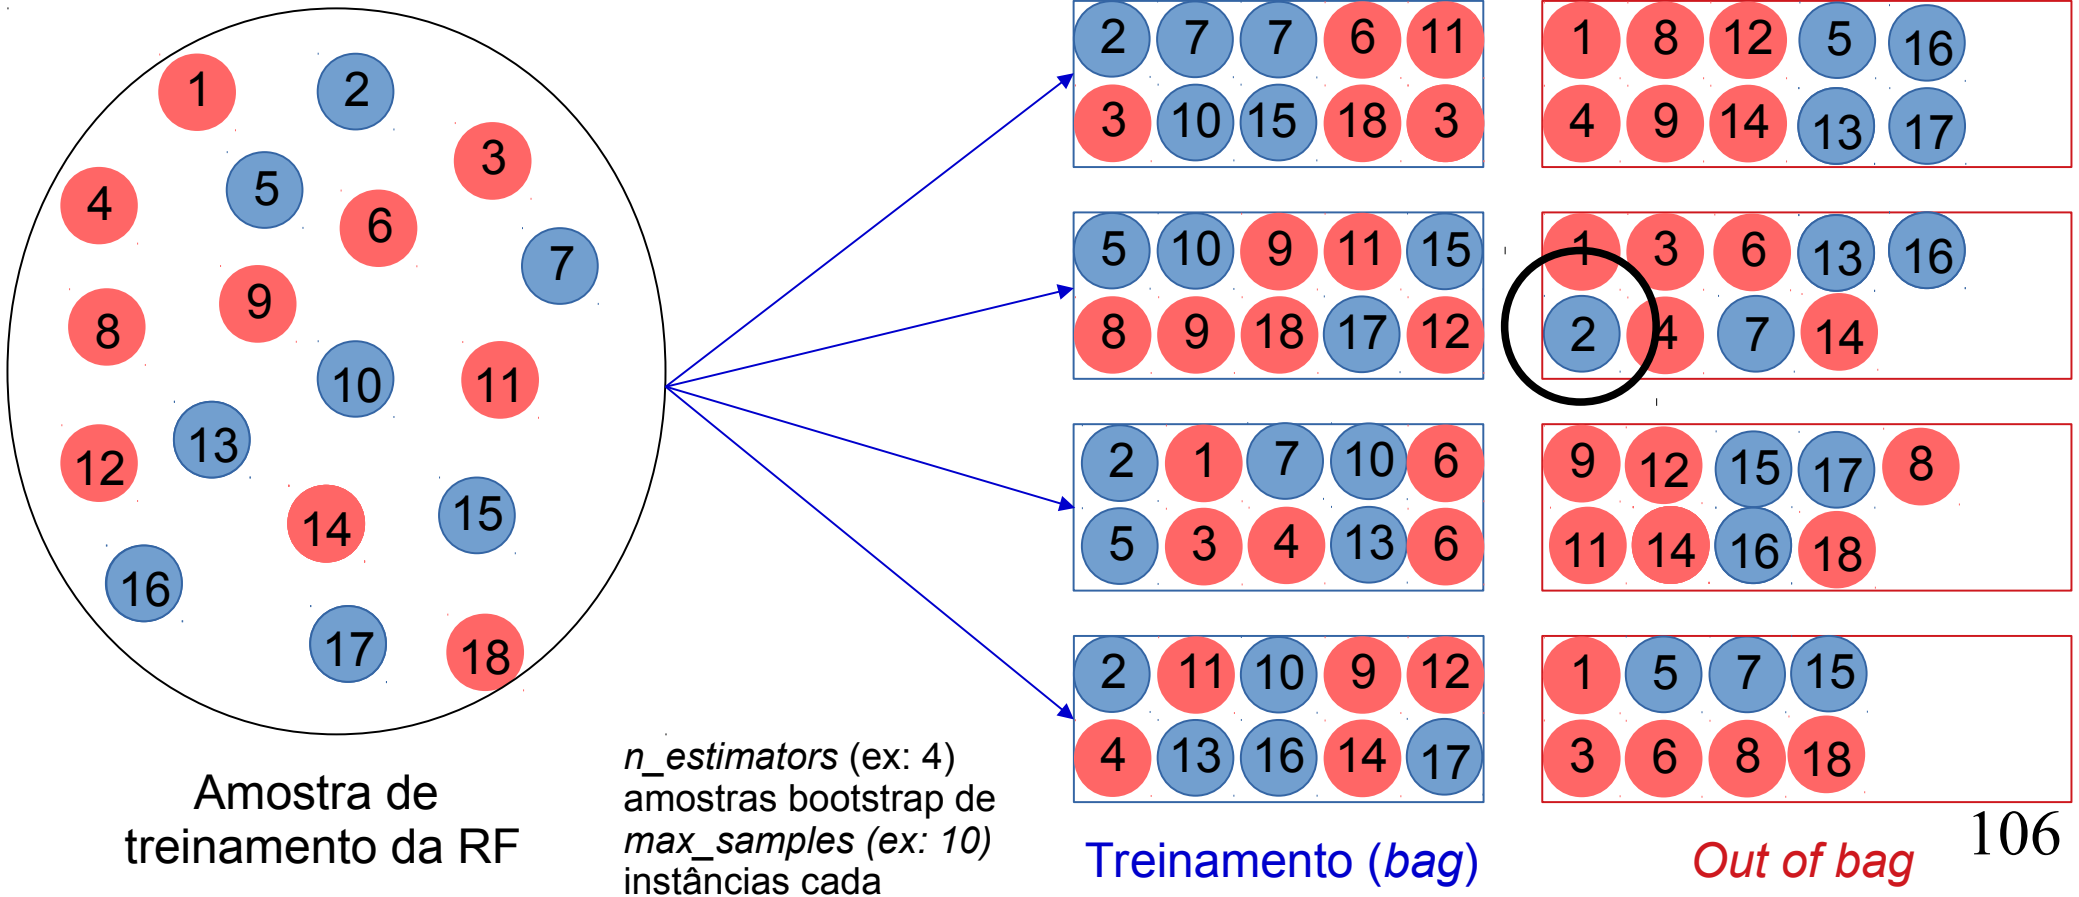 1 2
3
5
4
6
7
9
8
10 11
13
12
15
14
16
17
18
Amostra de
treinamento da RF
n_estimators (ex: 4)
amostras bootstrap de
max_samples (ex: 10)
instâncias cada
2 7 7 6 11
3 10 15 18 3
5 10 9 11 15
8 9 18 17 12
2 1 7 10 6
5 3 4 13 6
2 11 10 9 12
4 13 16 14 17
Treinamento (bag)
1 8 12 5 16
4 9 14 13 17
1 3 6 13 16
2 4 7 14
9 12 15 17 8
11 14 16 18
1 5 7 15
3 6 8 18
Out of bag
106